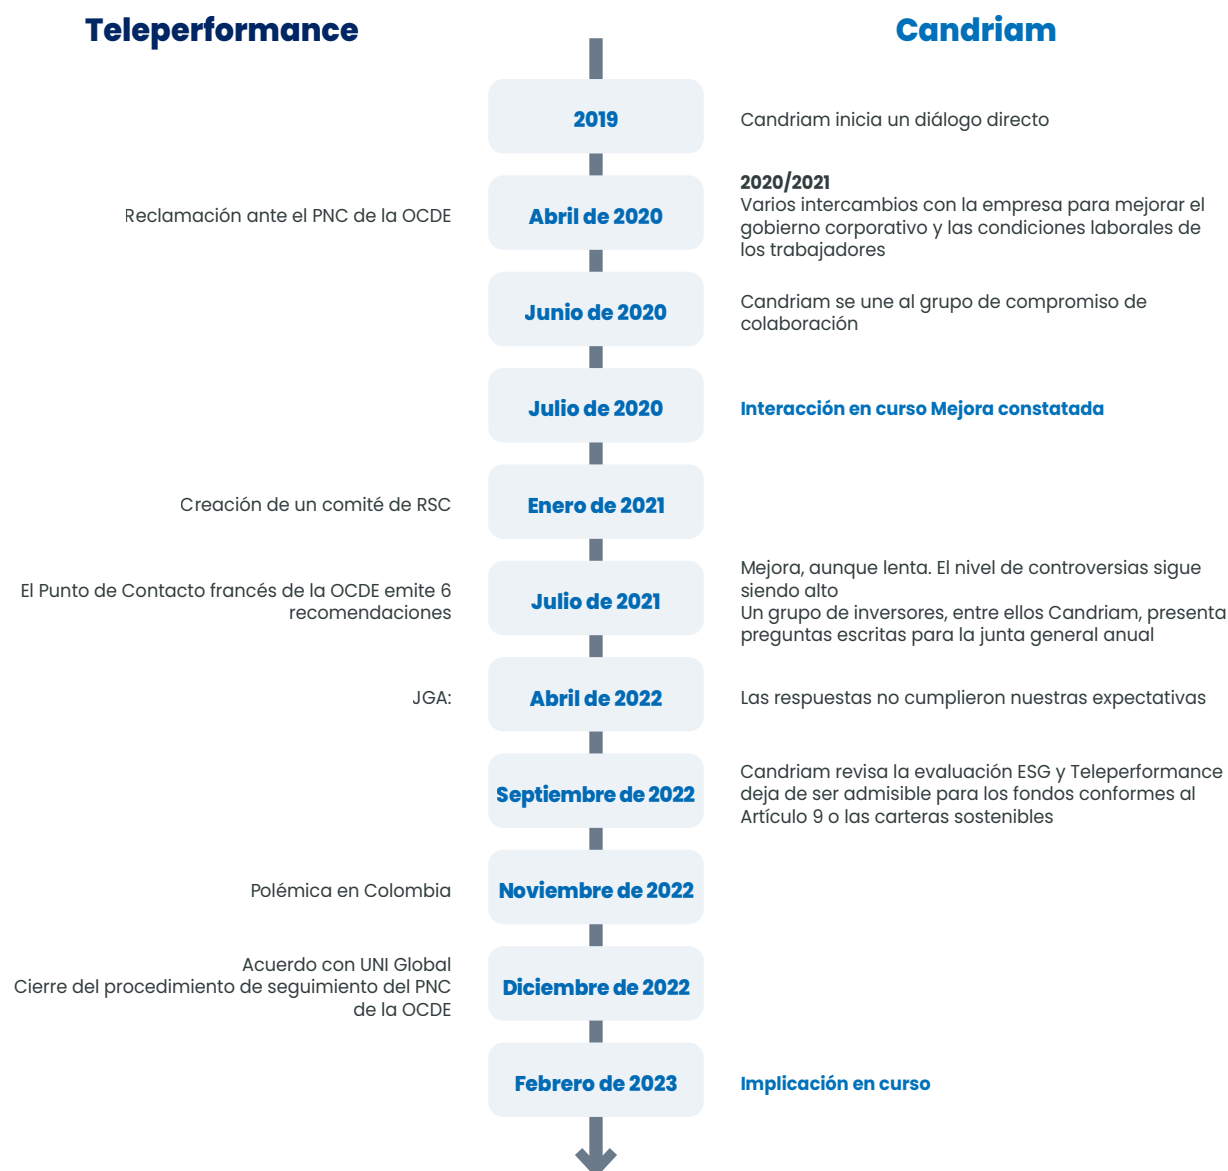 Teleperformance
Candriam
2019
Candriam inicia un diálogo directo
Reclamación ante el PNC de la OCDE
Abril de 2020
2020/2021
Varios intercambios con la empresa para mejorar el
gobierno corporativo y las condiciones laborales de
los trabajadores
Junio de 2020
Candriam se une al grupo de compromiso de
colaboración
Julio de 2020
Interacción en curso Mejora constatada
Creación de un comité de RSC
Enero de 2021
El Punto de Contacto francés de la OCDE emite 6
recomendaciones
Julio de 2021
Mejora, aunque lenta. El nivel de controversias sigue
siendo alto
Un grupo de inversores, entre ellos Candriam, presenta
preguntas escritas para la junta general anual
JGA:
Abril de 2022
Las respuestas no cumplieron nuestras expectativas
Septiembre de 2022
Candriam revisa la evaluación ESG y Teleperformance
deja de ser admisible para los fondos conformes al
Artículo 9 o las carteras sostenibles
Polémica en Colombia
Noviembre de 2022
Acuerdo con UNI Global
Cierre del procedimiento de seguimiento del PNC
de la OCDE
Diciembre de 2022
Febrero de 2023
Implicación en curso